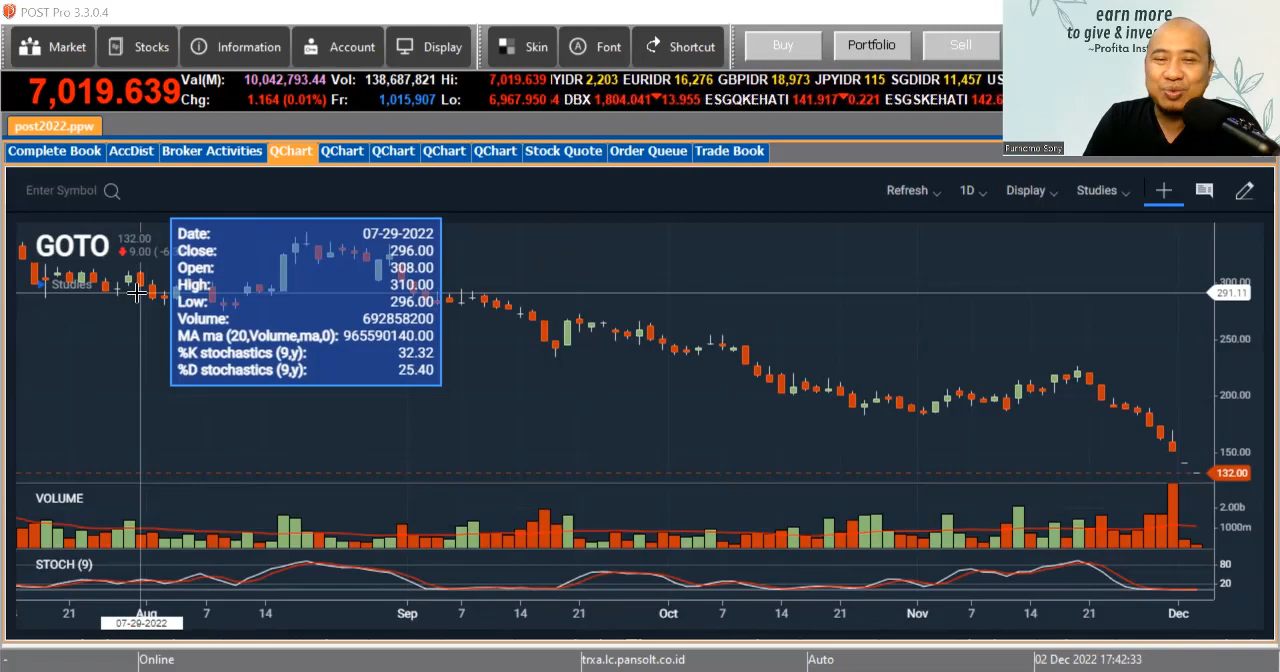 POST Pro 3.3.0.4
Market Stocks Information Account Display Skin Font Shortcut Buy Portfolio Sell
earn more
to give & inves
~Profita Inst
7,019.639
Val(M): 10,042,793.44 Vol: 138,687,821 Hi: 7,019.639 IYIDR 2,203 EURIDR 16,276 GBPIDR 18,973 JPYIDR 115 SGDIDR 11,457 US
Chg: 1.164 (0.01%) Fr: 1,015,907 Lo: 6,967.950 .4 DBX 1,804.041 13.955 ESGQKEHATI 141.917 0.221 ESGSKEHATI 142.6
post2022.ppw
Purnomo Sony
Complete Book AccDist Broker Activities QChart QChart QChart QChart QChart Stock Quote Order Queue Trade Book
Enter Symbol Refresh 1D Display Studies
GOTO
132.00
9.00 ( -6.
Studies
Date: 07-29-2022
Close: 296.00
Open: 308.00
High: 310.00
Low: 296.00
Volume: 692858200
MA ma (20,Volume,ma,0): 965590140.00
%K stochastics (9,y): 32.32
%D stochastics (9,y): 25.40
300.00
291.11
250.00
200.00
150.00
132.00
VOLUME
2.00b
1000m
STOCH (9)
80
20
21 Aug 7 14 Sep 7 14 21 Oct 7 14 21 Nov 7 14 21 Dec
07-29-2022
- Online trxa.lc.pansolt.co.id Auto 02 Dec 2022 17:42:33